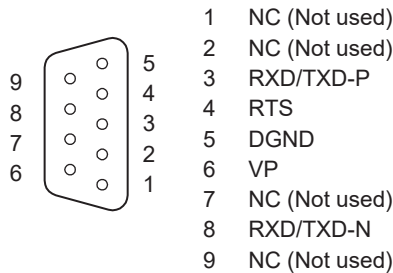 5
9
4
8
3
7
2
6
1
1 NC (Not used)
2 NC (Not used)
3 RXD/TXD-P
4 RTS
5 DGND
6 VP
7 NC (Not used)
8 RXD/TXD-N
9 NC (Not used)